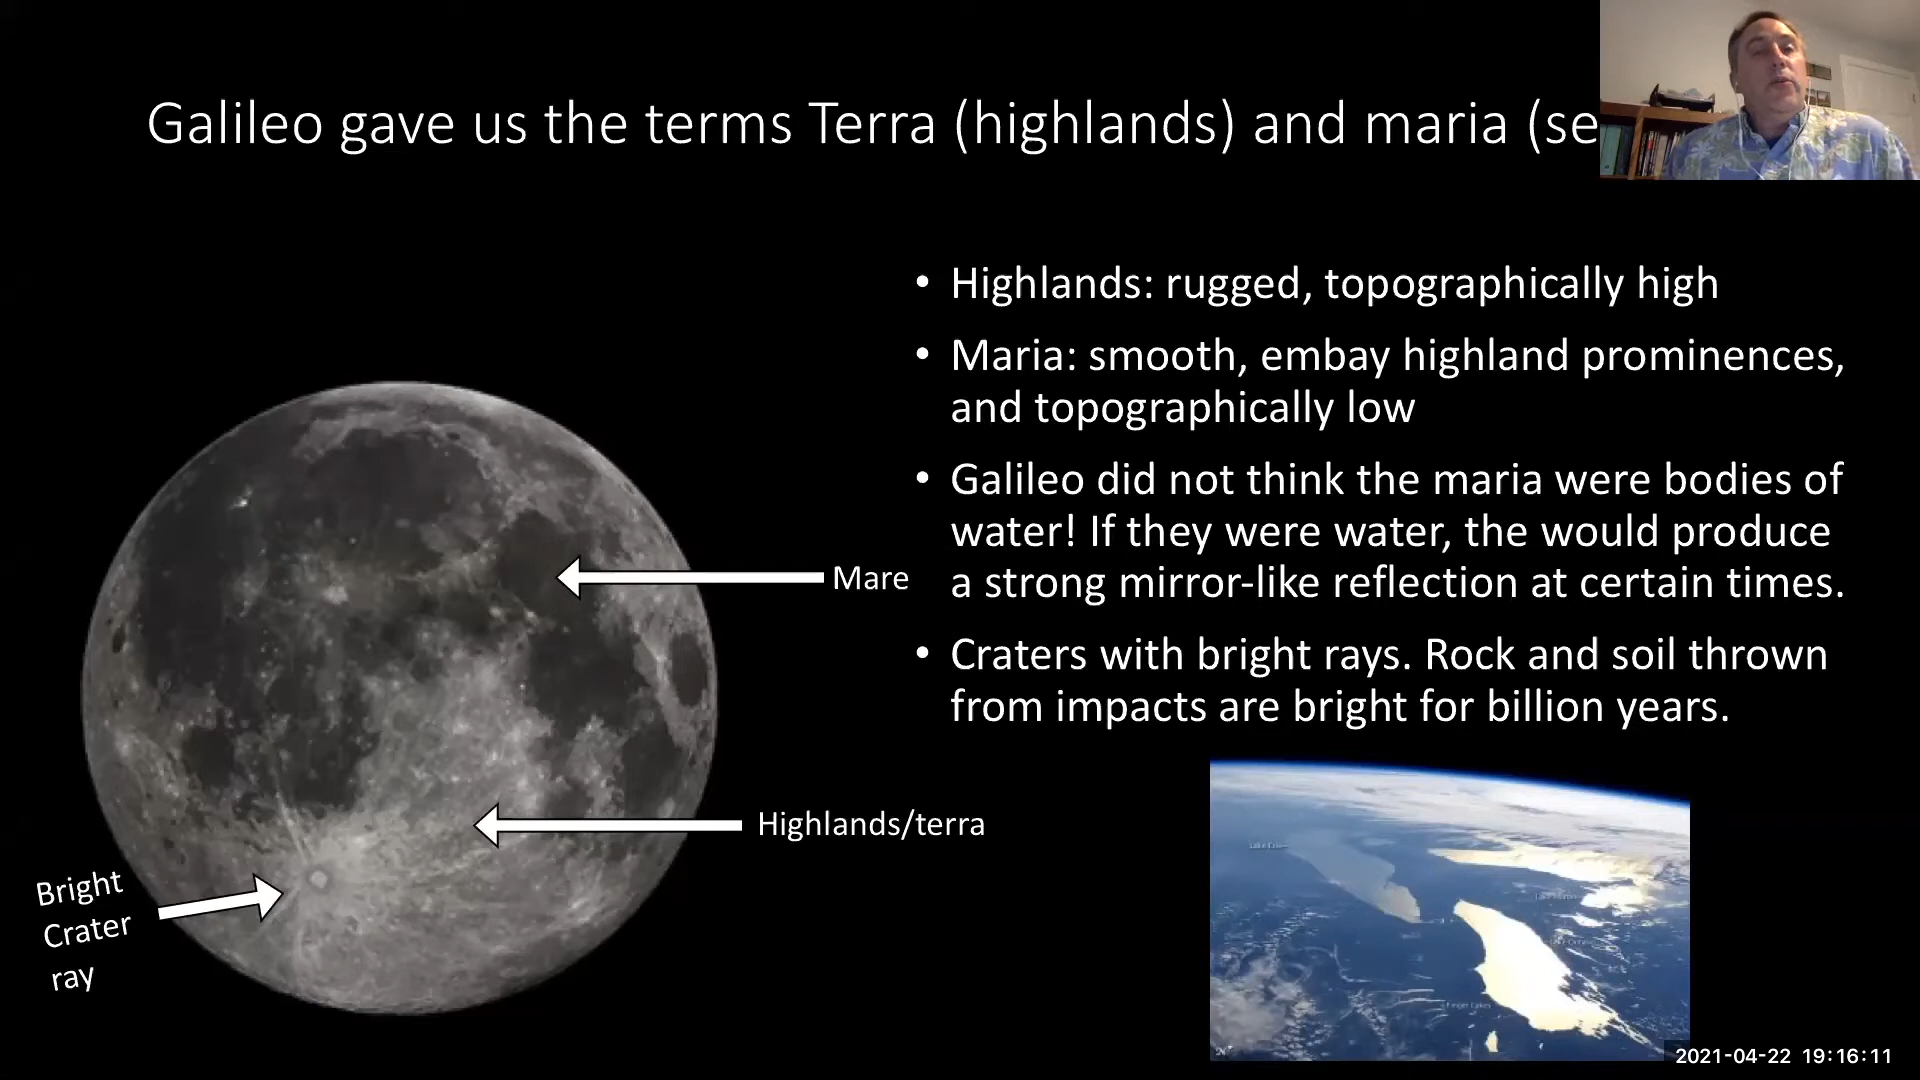 Galileo gave us the terms Terra (highlands) and maria (se
• Highlands: rugged, topographically high
• Maria: smooth, embay highland prominences,
and topographically low
• Galileo did not think the maria were bodies of
water! If they were water, the would produce
a strong mirror-like reflection at certain times.
• Craters with bright rays. Rock and soil thrown
from impacts are bright for billion years.
Mare
Highlands/terra
Bright
Crater
ray
Finger Lakes
2021-04-22 19:16:11